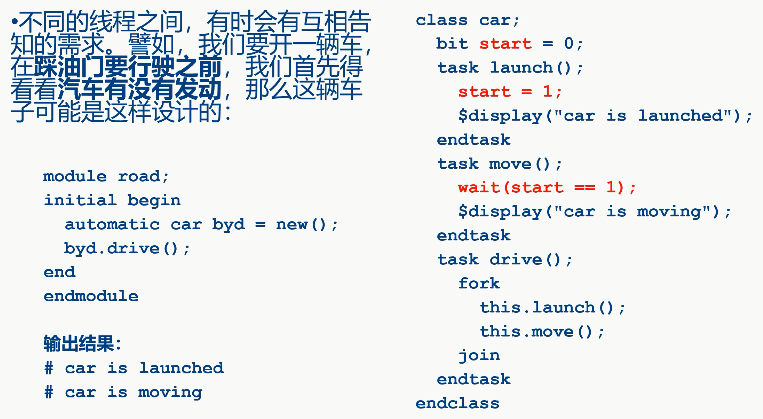 •不同的线程之间，有时会有互相告
知的需求。譬如，我们要开一辆车，
在踩油门要行驶之前，我们首先得
看看汽车有没有发动，那么这辆车
子可能是这样设计的：
module road;
initial begin
automatic car byd = new();
byd.drive();
end
endmodule
输出结果：
# car is launched
# car is moving
class car;
bit start = 0;
task launch();
start = 1;
$display("car is launched");
endtask
task move();
wait(start == 1);
$display("car is moving");
endtask
task drive();
fork
this.launch();
this.move();
join
endtask
endclass